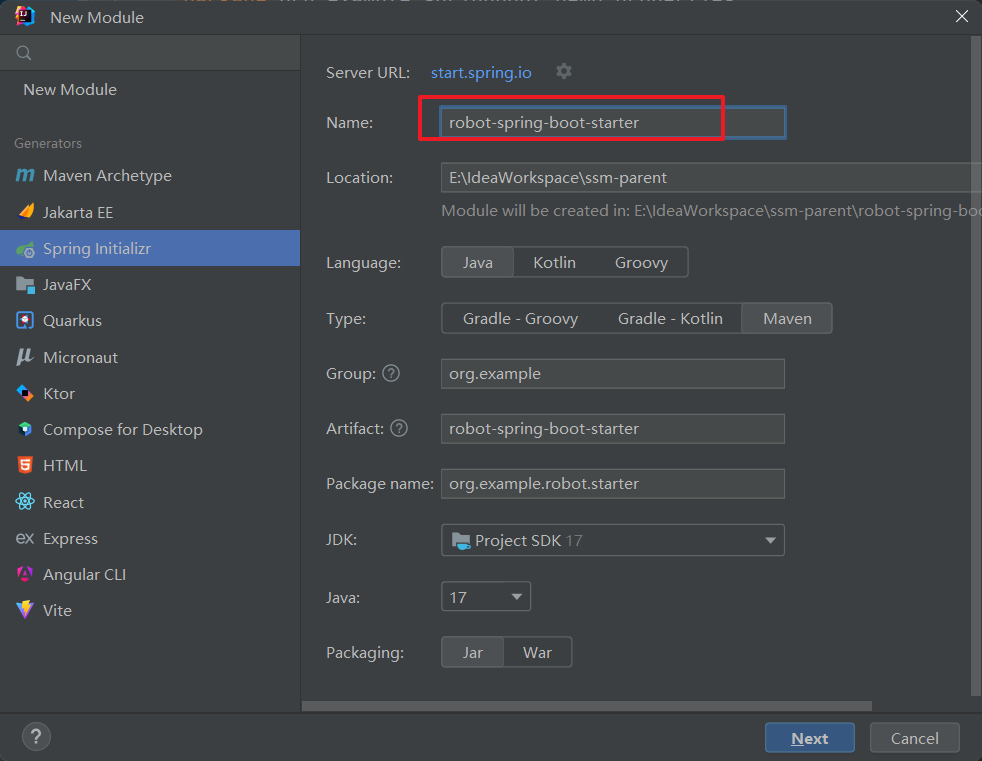 New Module
New Module
Generators
Maven Archetype
Jakarta EE
Spring Initializr
JavaFX
Quarkus
Micronaut
Ktor
Compose for Desktop
HTML
React
ex Express
Angular CLI
Vite
Server URL: start.spring.io
Name: robot-spring-boot-starter
Location: E:\IdeaWorkspace\ssm-parent
Module will be created in: E:\IdeaWorkspace\ssm-parent\robot-spring-boo
Language: Java Kotlin Groovy
Type: Gradle - Groovy Gradle - Kotlin Maven
Group: ? org.example
Artifact: ? robot-spring-boot-starter
Package name: org.example.robot.starter
JDK: Project SDK 17
Java: 17
Packaging: Jar War
? Next Cancel